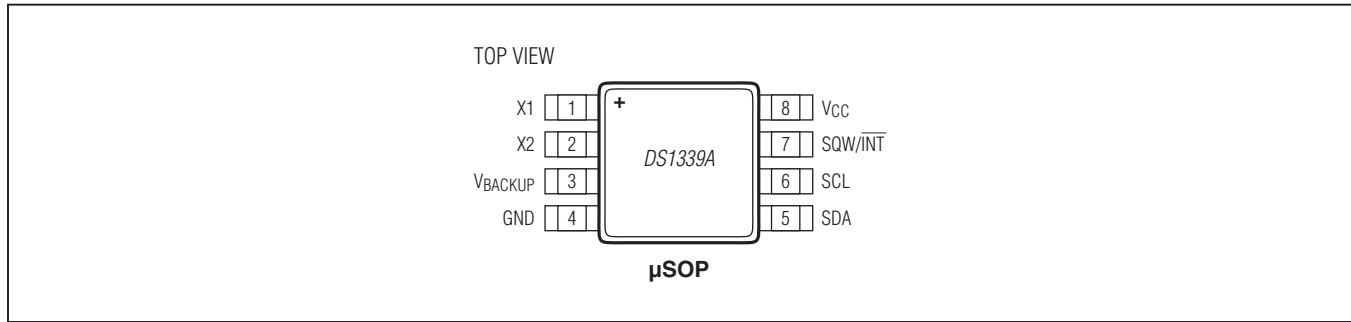 TOP VIEW
X1 1 + 8 VCC
X2 2 DS1339A 7 SQW/I̅N̅T̅
VBACKUP 3 6 SCL
GND 4 5 SDA
µSOP